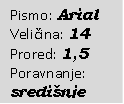 Pismo: Arial
Veličina: 14
Prored: 1,5
Poravnanje:
središnje